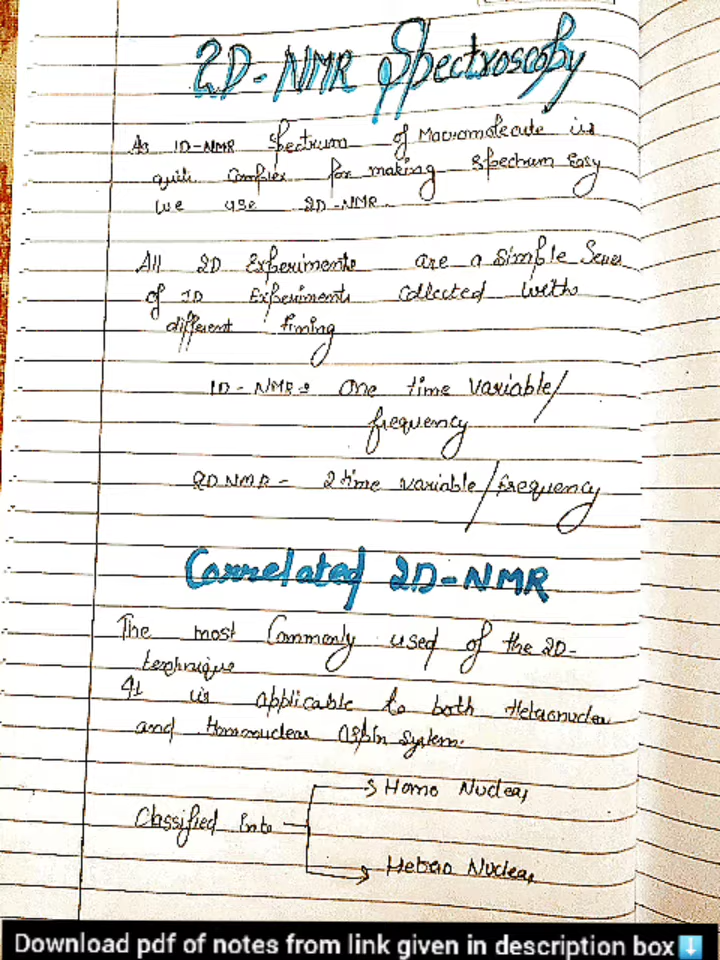 2D-NMR Spectroscopy
As 1D-NMR Spectrum of Macromolecule is
quite Complex for making Spectrum Easy
we use 2D-NMR.
All 2D Experiments are a Simple Series
of 1D Experiments Collected with
different timing
1D-NMR = One time Variable/
frequency
2D NMR - 2 time variable/frequency
Correlated 2D-NMR
The most Commonly used of the 2D-
technique
It is applicable to both Heteronuclear
and Homonuclear spin system.
Classified into
Homo Nuclear
Hetero Nuclear
Download pdf of notes from link given in description box⬇️